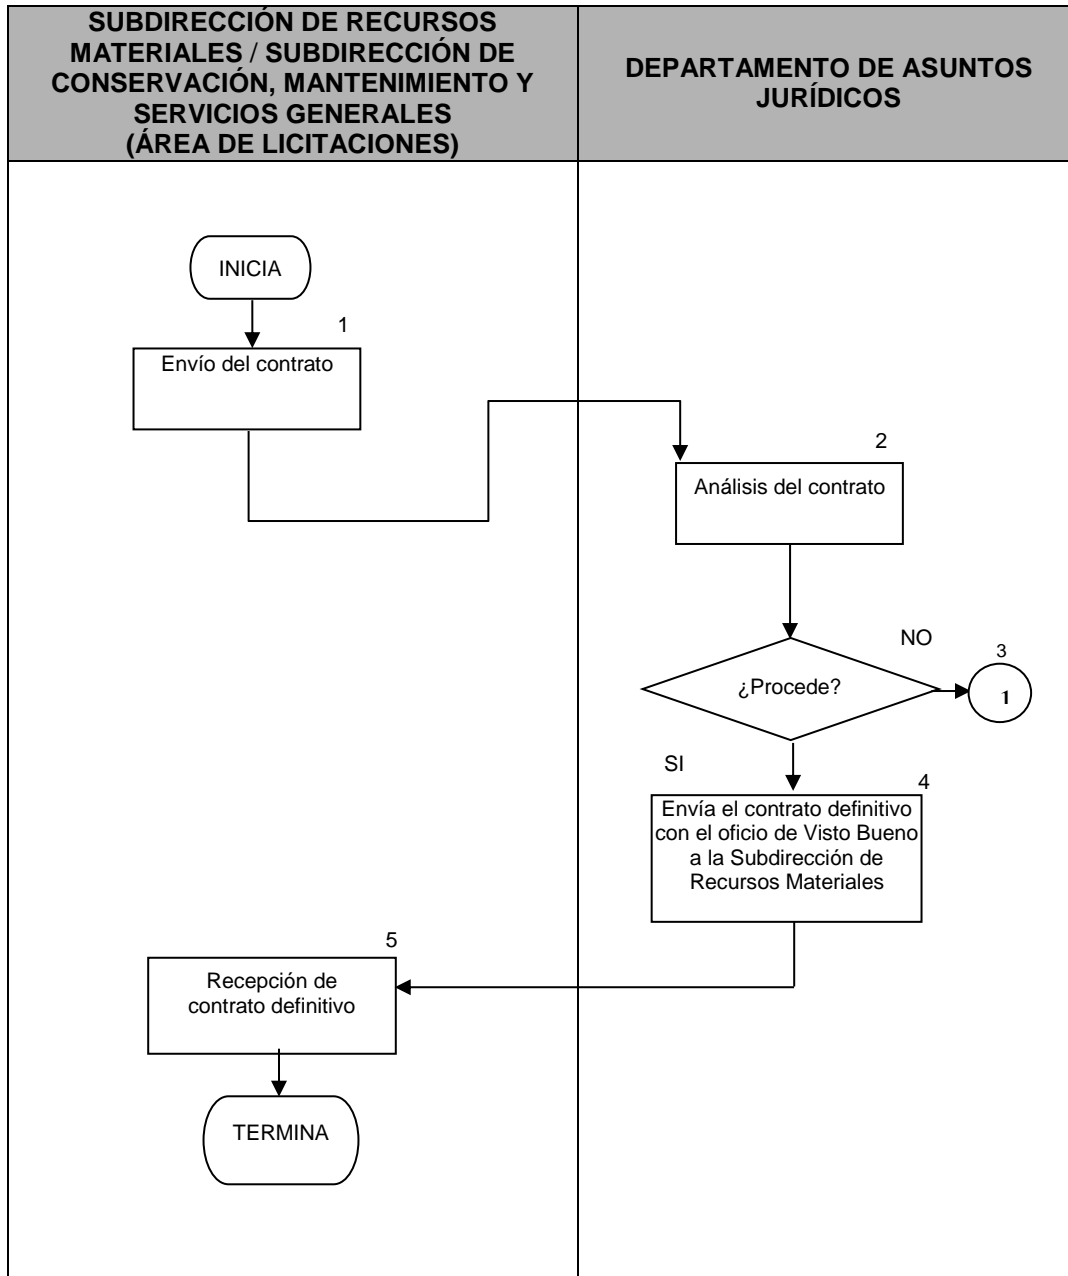 SUBDIRECCIÓN DE RECURSOS
MATERIALES / SUBDIRECCIÓN DE
CONSERVACIÓN, MANTENIMIENTO Y
SERVICIOS GENERALES
(ÁREA DE LICITACIONES)
DEPARTAMENTO DE ASUNTOS
JURÍDICOS
INICIA
1
Envío del contrato
2
Análisis del contrato
¿Procede?
NO
3
1
SI
4
Envía el contrato definitivo
con el oficio de Visto Bueno
a la Subdirección de
Recursos Materiales
5
Recepción de
contrato definitivo
TERMINA